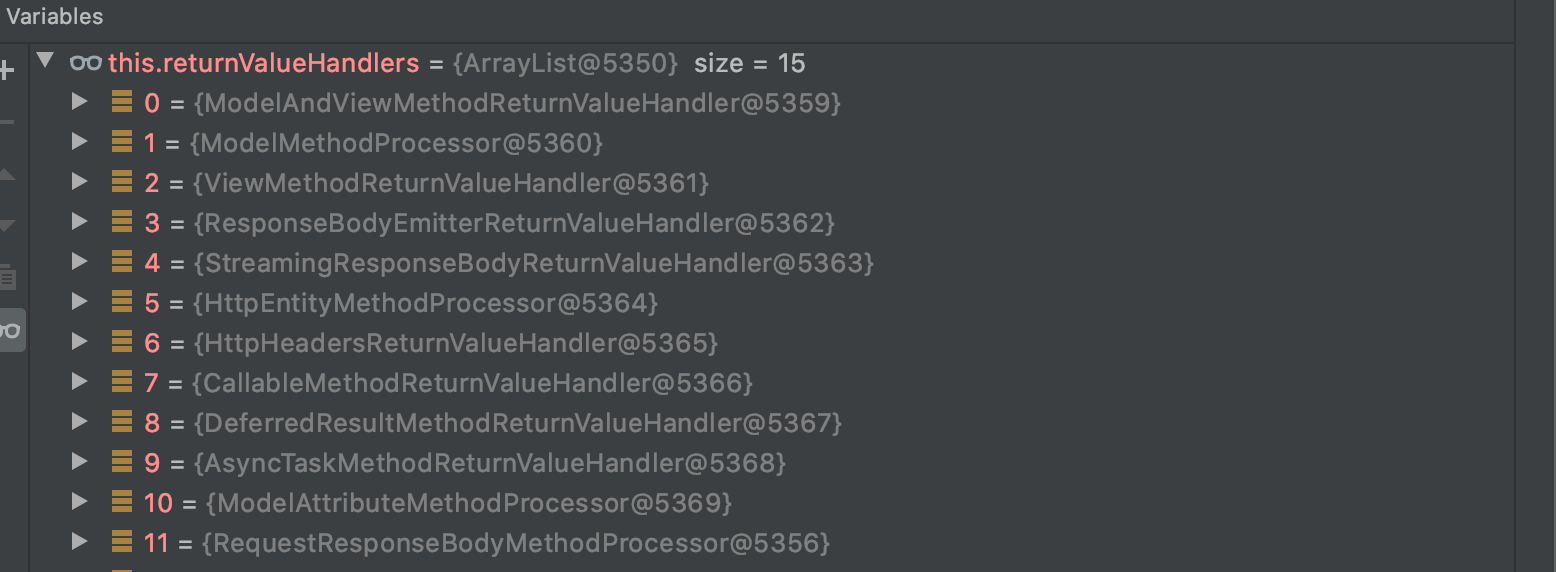 Variables
this.returnValueHandlers = {ArrayList@5350} size = 15
0 = {ModelAndViewMethodReturnValueHandler@5359}
1 = {ModelMethodProcessor@5360}
2 = {ViewMethodReturnValueHandler@5361}
3 = {ResponseBodyEmitterReturnValueHandler@5362}
4 = {StreamingResponseBodyReturnValueHandler@5363}
5 = {HttpEntityMethodProcessor@5364}
6 = {HttpHeadersReturnValueHandler@5365}
7 = {CallableMethodReturnValueHandler@5366}
8 = {DeferredResultMethodReturnValueHandler@5367}
9 = {AsyncTaskMethodReturnValueHandler@5368}
10 = {ModelAttributeMethodProcessor@5369}
11 = {RequestResponseBodyMethodProcessor@5356}